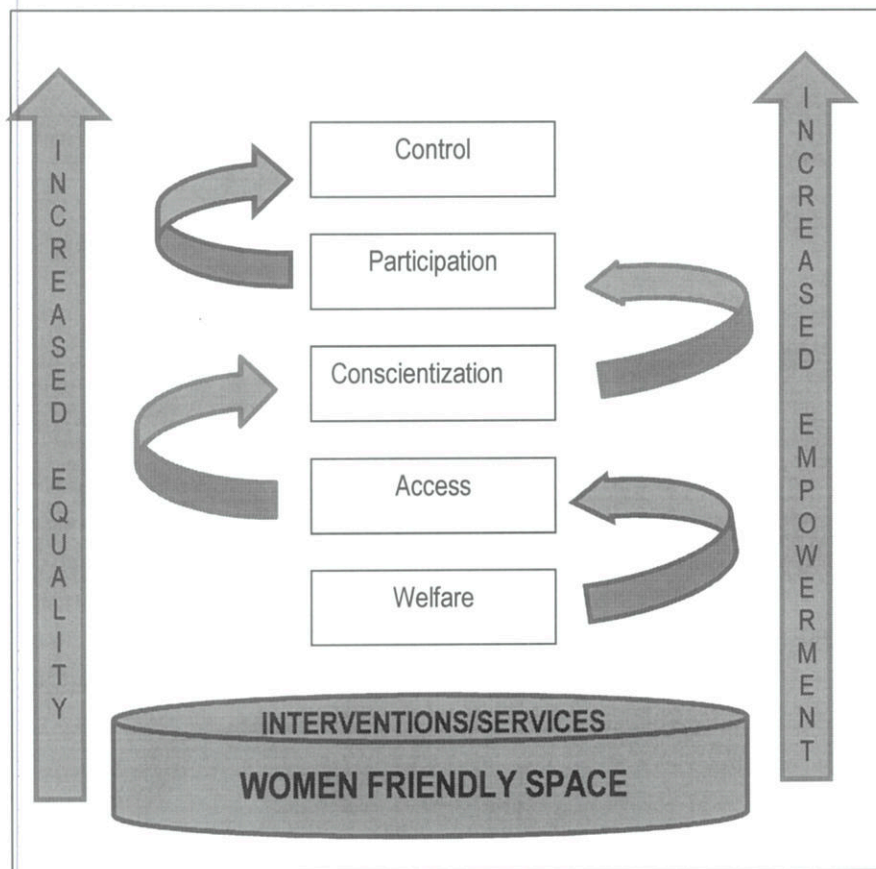 INCREASED EQUALITY
Control
Participation
Conscientization
Access
Welfare
INTERVENTIONS/SERVICES
WOMEN FRIENDLY SPACE
INCREASED EMPOWERMENT